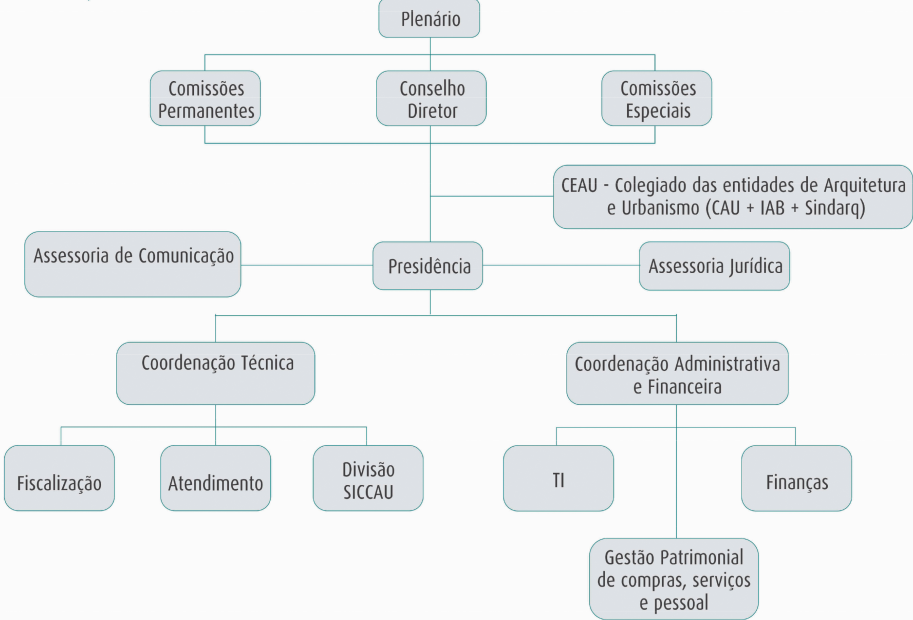 Plenário
Comissões
Permanentes
Conselho
Diretor
Comissões
Especiais
CEAU - Colegiado das entidades de Arquitetura
e Urbanismo (CAU + IAB + Sindarq)
Assessoria de Comunicação
Presidência
Assessoria Jurídica
Coordenação Técnica
Coordenação Administrativa
e Financeira
Fiscalização
Atendimento
Divisão
SICCAU
TI
Finanças
Gestão Patrimonial
de compras, serviços
e pessoal